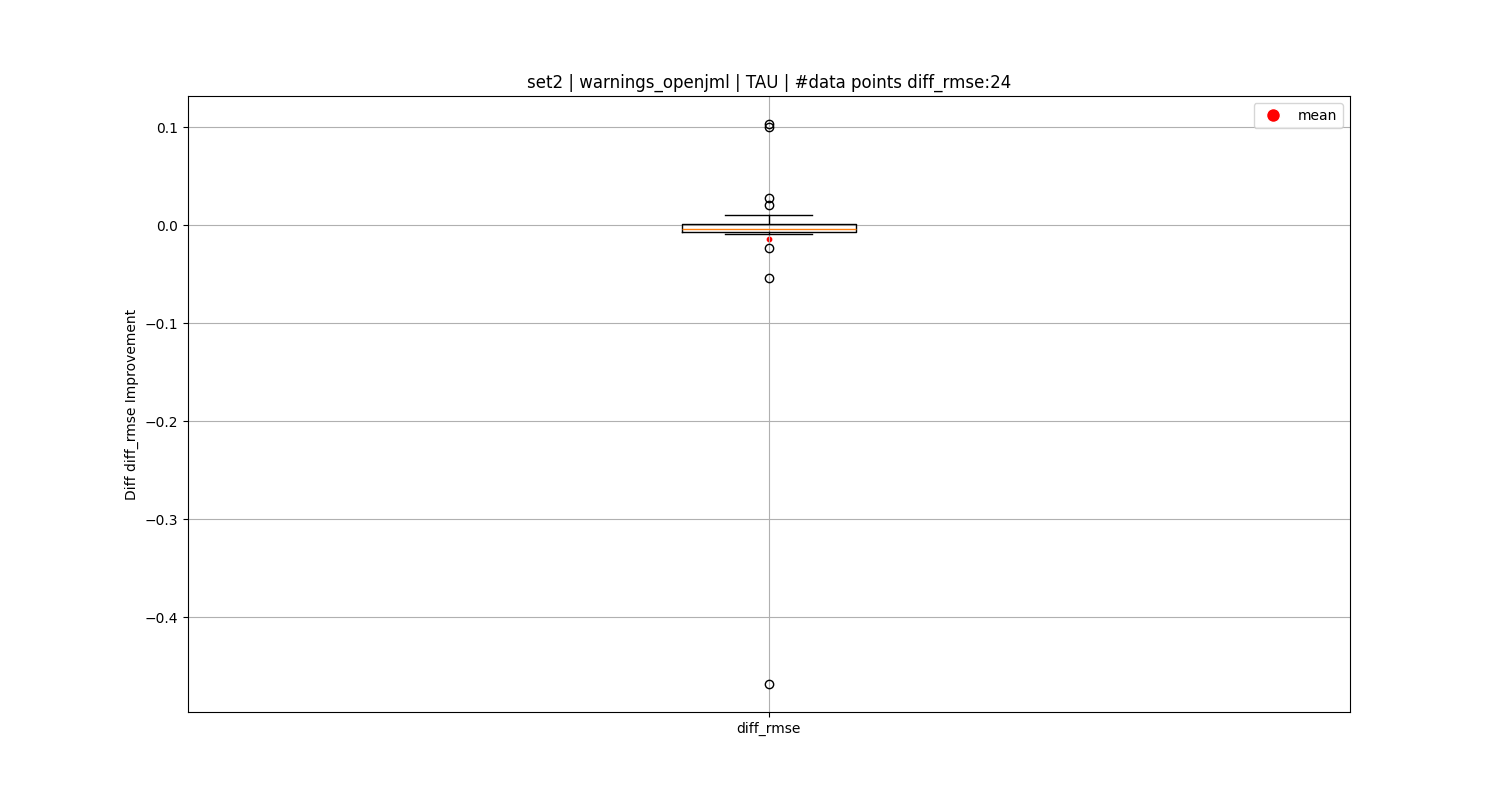 set2 | warnings_openjml | TAU | #data points diff_rmse:24
mean
0.1
0.0
−0.1
−0.2
−0.3
−0.4
Diff diff_rmse Improvement
diff_rmse